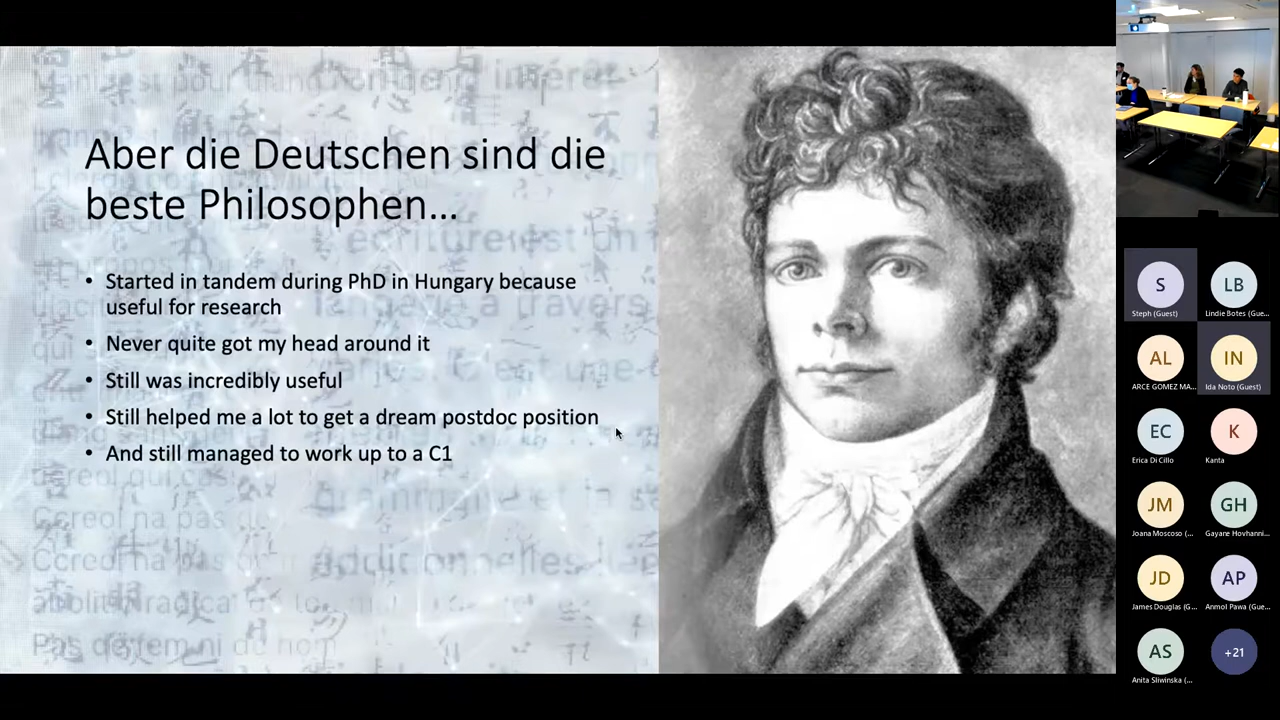 Aber die Deutschen sind die
beste Philosophen...
• Started in tandem during PhD in Hungary because
useful for research
• Never quite got my head around it
• Still was incredibly useful
• Still helped me a lot to get a dream postdoc position
• And still managed to work up to a C1
S
Steph (Guest)
LB
Lindie Botes (Gue...
AL
ARCE GOMEZ MA...
IN
Ida Noto (Guest)
EC
Erica Di Cillo
K
Kanta
JM
Joana Moscoso (...
GH
Gayane Hovhanni...
JD
James Douglas (G...
AP
Anmol Pawa (Gue...
AS
Anita Sliwinska (...
+21